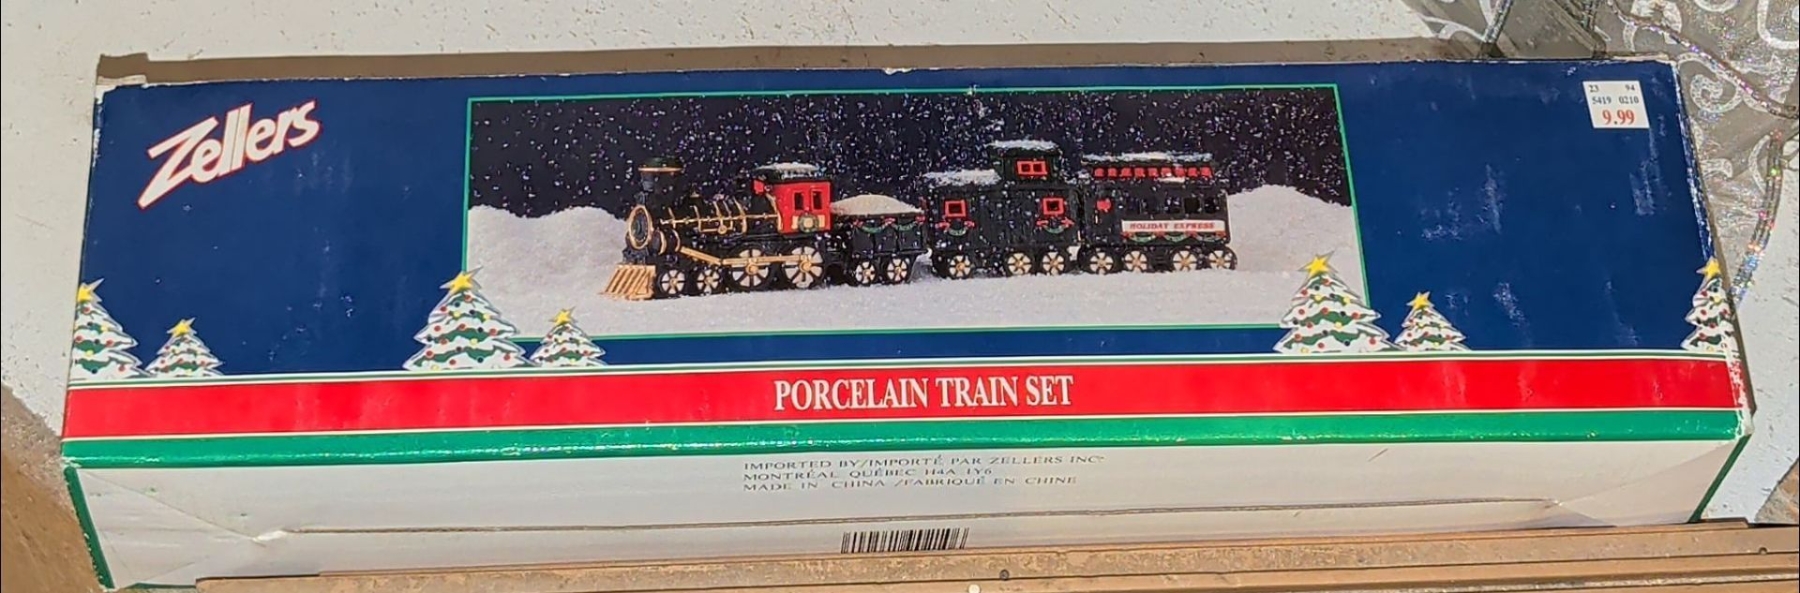 Zellers
23 94
5419 0210
9.99
HOLIDAY EXPRESS
PORCELAIN TRAIN SET
IMPORTED BY/IMPORTÉ PAR ZELLERS INC.
MONTRÉAL QUÉBEC H4A 1Y6
MADE IN CHINA /FABRIQUÉ EN CHINE